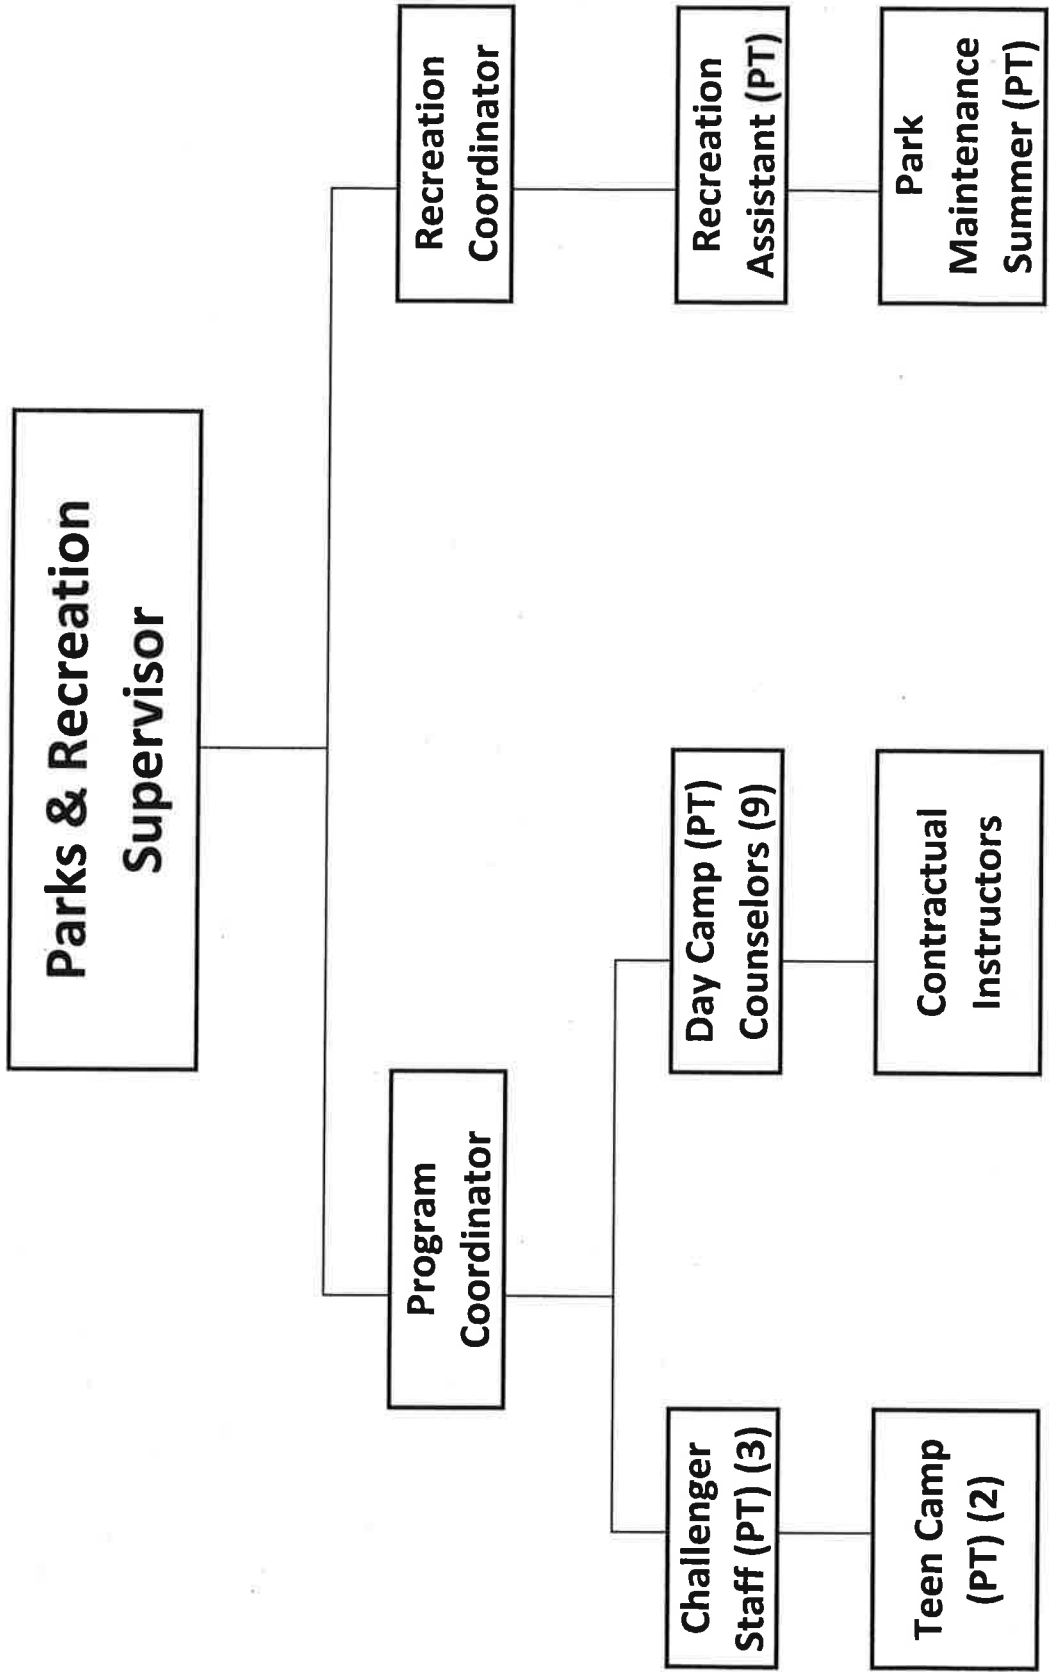 Parks & Recreation
Supervisor
Program
Coordinator
Recreation
Coordinator
Challenger
Staff (PT) (3)
Day Camp (PT)
Counselors (9)
Recreation
Assistant (PT)
Teen Camp
(PT) (2)
Contractual
Instructors
Park
Maintenance
Summer (PT)